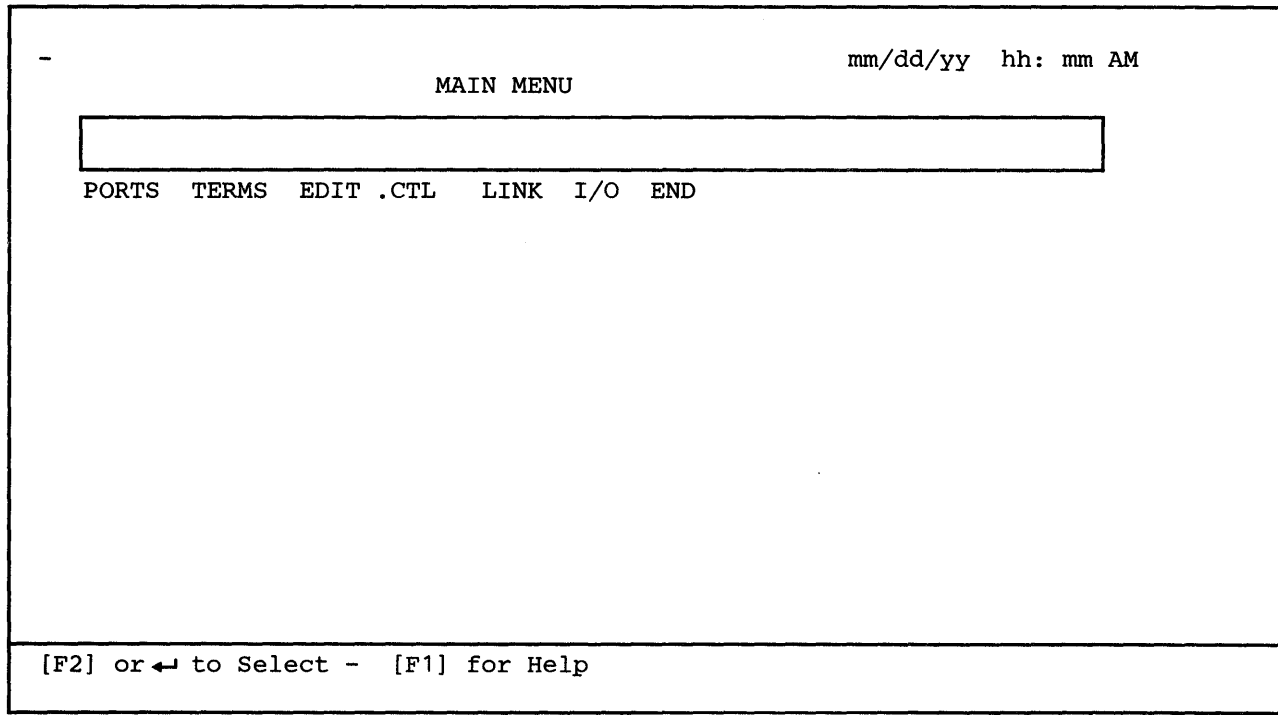 - mm/dd/yy hh: mm AM
MAIN MENU
PORTS TERMS EDIT .CTL LINK I/O END
[F2] or ↵ to Select - [F1] for Help